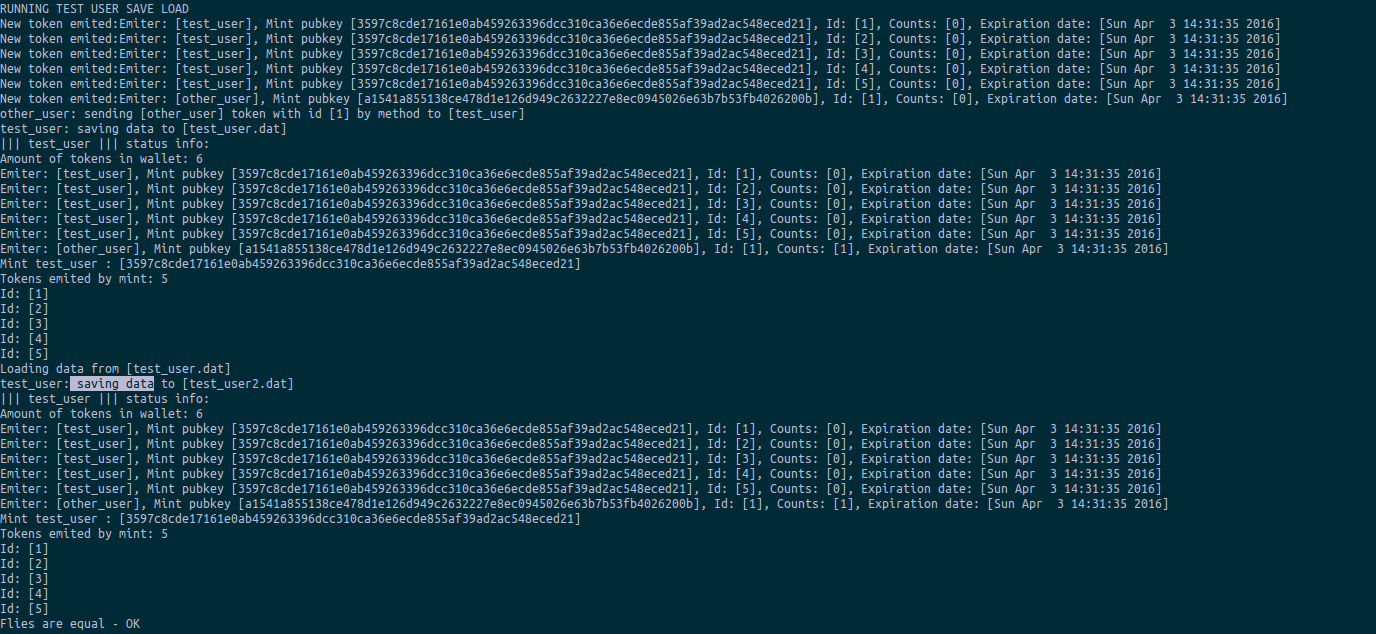 RUNNING TEST USER SAVE LOAD
New token emited:Emiter: [test_user], Mint pubkey [3597c8cde17161e0ab459263396dcc310ca36e6ecde855af39ad2ac548eced21], Id: [1], Counts: [0], Expiration date: [Sun Apr  3 14:31:35 2016]
New token emited:Emiter: [test_user], Mint pubkey [3597c8cde17161e0ab459263396dcc310ca36e6ecde855af39ad2ac548eced21], Id: [2], Counts: [0], Expiration date: [Sun Apr  3 14:31:35 2016]
New token emited:Emiter: [test_user], Mint pubkey [3597c8cde17161e0ab459263396dcc310ca36e6ecde855af39ad2ac548eced21], Id: [3], Counts: [0], Expiration date: [Sun Apr  3 14:31:35 2016]
New token emited:Emiter: [test_user], Mint pubkey [3597c8cde17161e0ab459263396dcc310ca36e6ecde855af39ad2ac548eced21], Id: [4], Counts: [0], Expiration date: [Sun Apr  3 14:31:35 2016]
New token emited:Emiter: [test_user], Mint pubkey [3597c8cde17161e0ab459263396dcc310ca36e6ecde855af39ad2ac548eced21], Id: [5], Counts: [0], Expiration date: [Sun Apr  3 14:31:35 2016]
New token emited:Emiter: [other_user], Mint pubkey [a1541a855138ce478d1e126d949c2632227e8ec0945026e63b7b53fb4026200b], Id: [1], Counts: [0], Expiration date: [Sun Apr  3 14:31:35 2016]
other_user: sending [other_user] token with id [1] by method to [test_user]
test_user: saving data to [test_user.dat]
||| test_user ||| status info:
Amount of tokens in wallet: 6
Emiter: [test_user], Mint pubkey [3597c8cde17161e0ab459263396dcc310ca36e6ecde855af39ad2ac548eced21], Id: [1], Counts: [0], Expiration date: [Sun Apr  3 14:31:35 2016]
Emiter: [test_user], Mint pubkey [3597c8cde17161e0ab459263396dcc310ca36e6ecde855af39ad2ac548eced21], Id: [2], Counts: [0], Expiration date: [Sun Apr  3 14:31:35 2016]
Emiter: [test_user], Mint pubkey [3597c8cde17161e0ab459263396dcc310ca36e6ecde855af39ad2ac548eced21], Id: [3], Counts: [0], Expiration date: [Sun Apr  3 14:31:35 2016]
Emiter: [test_user], Mint pubkey [3597c8cde17161e0ab459263396dcc310ca36e6ecde855af39ad2ac548eced21], Id: [4], Counts: [0], Expiration date: [Sun Apr  3 14:31:35 2016]
Emiter: [test_user], Mint pubkey [3597c8cde17161e0ab459263396dcc310ca36e6ecde855af39ad2ac548eced21], Id: [5], Counts: [0], Expiration date: [Sun Apr  3 14:31:35 2016]
Emiter: [other_user], Mint pubkey [a1541a855138ce478d1e126d949c2632227e8ec0945026e63b7b53fb4026200b], Id: [1], Counts: [1], Expiration date: [Sun Apr  3 14:31:35 2016]
Mint test_user : [3597c8cde17161e0ab459263396dcc310ca36e6ecde855af39ad2ac548eced21]
Tokens emited by mint: 5
Id: [1]
Id: [2]
Id: [3]
Id: [4]
Id: [5]
Loading data from [test_user.dat]
test_user: saving data to [test_user2.dat]
||| test_user ||| status info:
Amount of tokens in wallet: 6
Emiter: [test_user], Mint pubkey [3597c8cde17161e0ab459263396dcc310ca36e6ecde855af39ad2ac548eced21], Id: [1], Counts: [0], Expiration date: [Sun Apr  3 14:31:35 2016]
Emiter: [test_user], Mint pubkey [3597c8cde17161e0ab459263396dcc310ca36e6ecde855af39ad2ac548eced21], Id: [2], Counts: [0], Expiration date: [Sun Apr  3 14:31:35 2016]
Emiter: [test_user], Mint pubkey [3597c8cde17161e0ab459263396dcc310ca36e6ecde855af39ad2ac548eced21], Id: [3], Counts: [0], Expiration date: [Sun Apr  3 14:31:35 2016]
Emiter: [test_user], Mint pubkey [3597c8cde17161e0ab459263396dcc310ca36e6ecde855af39ad2ac548eced21], Id: [4], Counts: [0], Expiration date: [Sun Apr  3 14:31:35 2016]
Emiter: [test_user], Mint pubkey [3597c8cde17161e0ab459263396dcc310ca36e6ecde855af39ad2ac548eced21], Id: [5], Counts: [0], Expiration date: [Sun Apr  3 14:31:35 2016]
Emiter: [other_user], Mint pubkey [a1541a855138ce478d1e126d949c2632227e8ec0945026e63b7b53fb4026200b], Id: [1], Counts: [1], Expiration date: [Sun Apr  3 14:31:35 2016]
Mint test_user : [3597c8cde17161e0ab459263396dcc310ca36e6ecde855af39ad2ac548eced21]
Tokens emited by mint: 5
Id: [1]
Id: [2]
Id: [3]
Id: [4]
Id: [5]
Flies are equal - OK